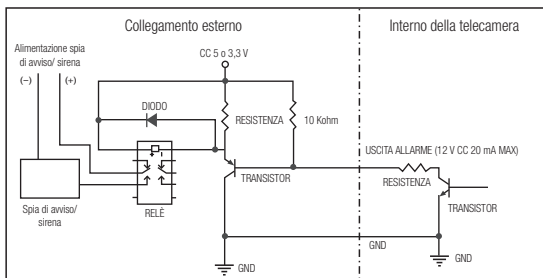 Collegamento esterno
Interno della telecamera
CC 5 o 3,3 V
Alimentazione spia
di avviso/ sirena
(–)
(+)
DIODO
RESISTENZA
10 Kohm
USCITA ALLARME (12 V CC 20 mA MAX)
TRANSISTOR
RESISTENZA
TRANSISTOR
Spia di avviso/
sirena
RELÈ
GND
GND
GND